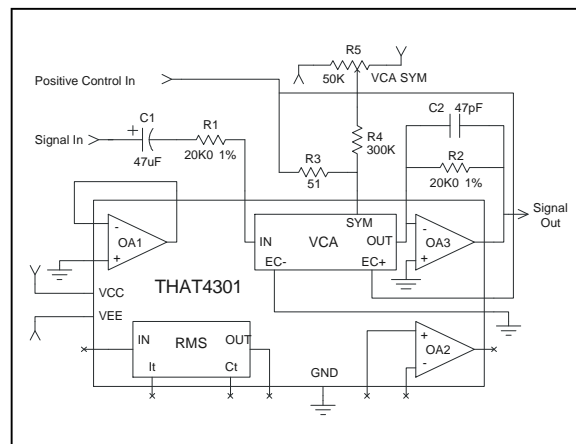 R5
50K
VCA SYM
Positive Control In
C1
+
47uF
Signal In
R1
20K0 1%
R4
300K
C2
47pF
R3
51
R2
20K0 1%
Signal
Out
SYM
IN
VCA
OUT
EC-
EC+
-
+
OA1
-
+
OA3
THAT4301
VCC
VEE
IN
RMS
OUT
It
Ct
GND
+
-
OA2